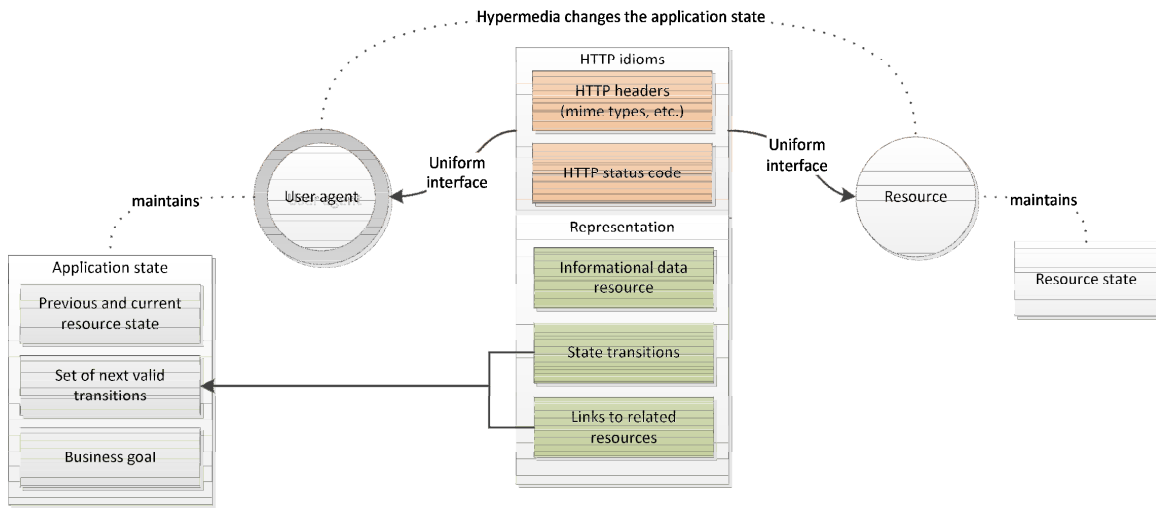 Hypermedia changes the application state
HTTP idioms
HTTP headers
(mime types, etc.)
HTTP status code
Uniform
interface
Uniform
interface
User agent
Resource
maintains
maintains
Representation
Informational data
resource
State transitions
Links to related
resources
Application state
Previous and current
resource state
Set of next valid
transitions
Business goal
Resource state